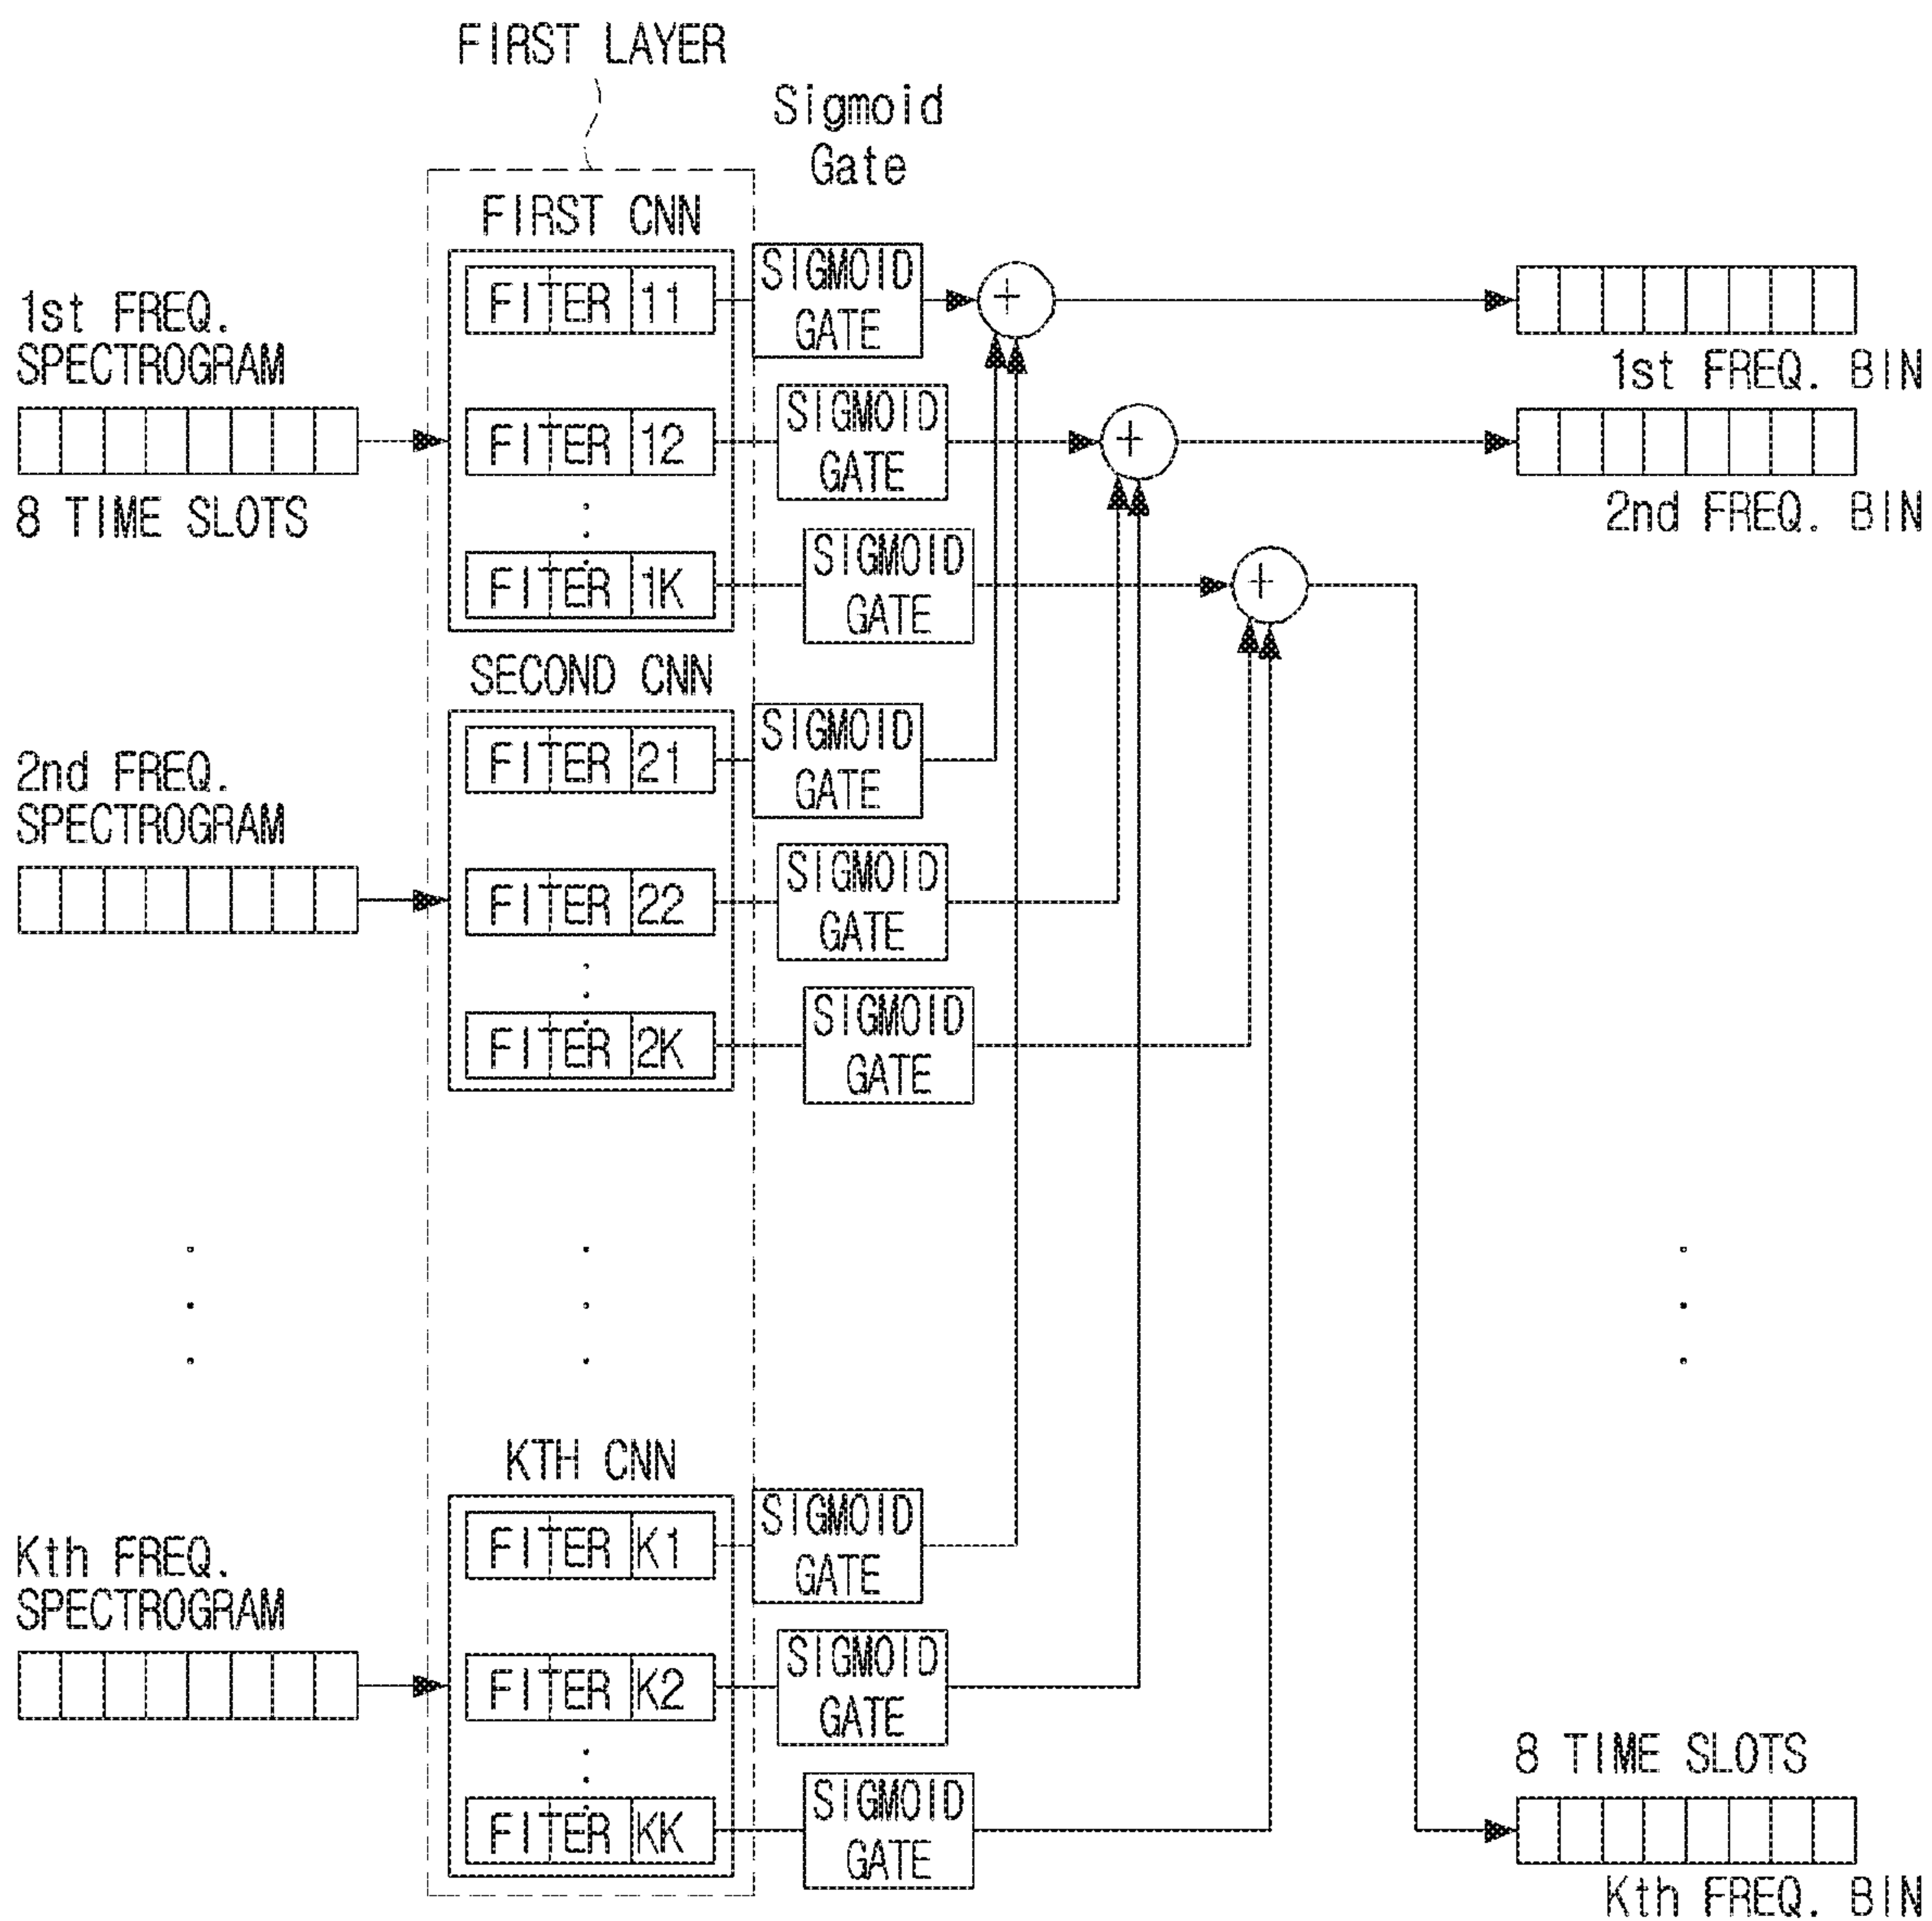 FIRST LAYER
Sigmoid
Gate
FIRST CNN
1st FREQ.
SPECTROGRAM
8 TIME SLOTS
FITER 11
SIGMOID
GATE
+
1st FREQ. BIN
FITER 12
SIGMOID
GATE
+
2nd FREQ. BIN
FITER 1K
SIGMOID
GATE
+
SECOND CNN
2nd FREQ.
SPECTROGRAM
FITER 21
SIGMOID
GATE
FITER 22
SIGMOID
GATE
FITER 2K
SIGMOID
GATE
KTH CNN
Kth FREQ.
SPECTROGRAM
FITER K1
SIGMOID
GATE
FITER K2
SIGMOID
GATE
FITER KK
SIGMOID
GATE
8 TIME SLOTS
Kth FREQ. BIN